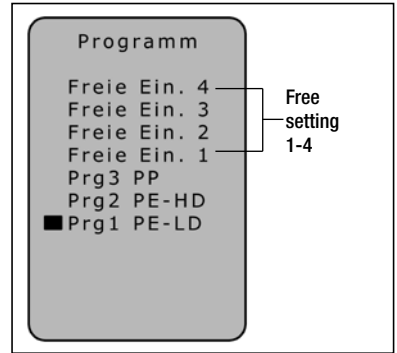 Programm
Freie Ein. 4
Freie Ein. 3
Freie Ein. 2
Freie Ein. 1
Prg3 PP
Prg2 PE-HD
Prg1 PE-LD
Free
setting
1-4